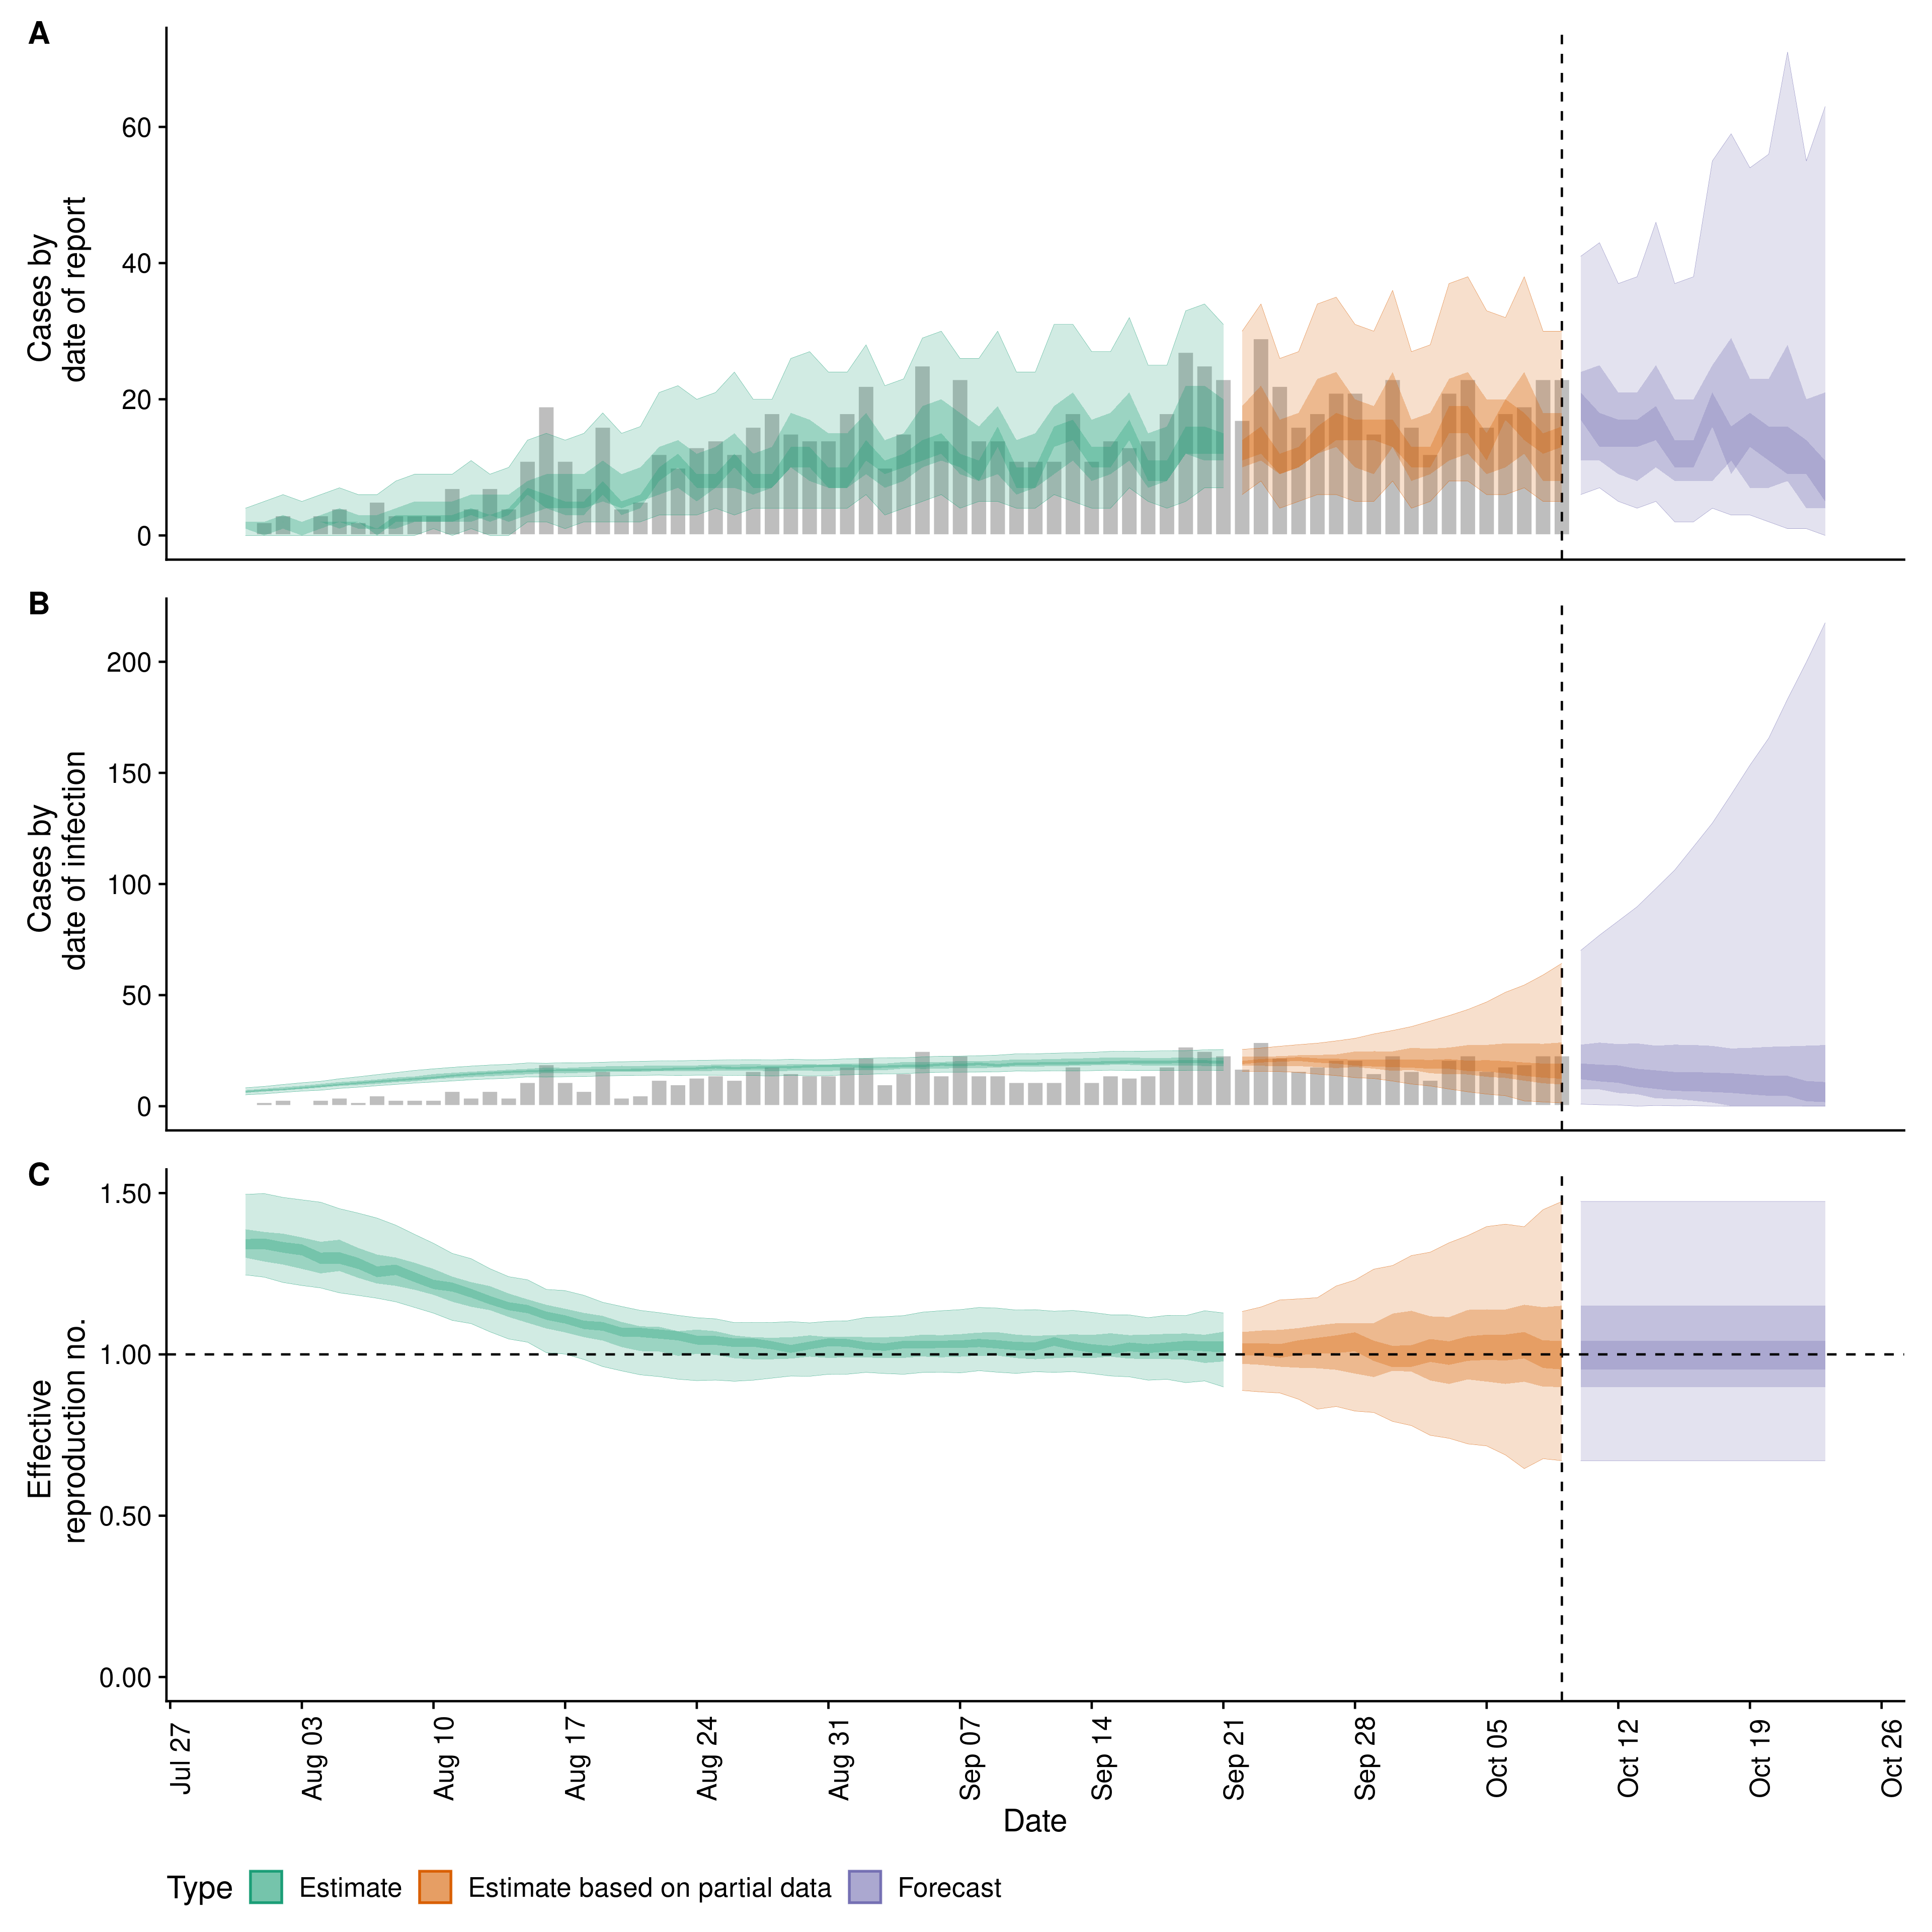 A
Cases by
date of report
60
40
20
0
B
Cases by
date of infection
200
150
100
50
0
C
Effective
reproduction no.
1.50
1.00
0.50
0.00
Jul 27
Aug 03
Aug 10
Aug 17
Aug 24
Aug 31
Sep 07
Sep 14
Sep 21
Sep 28
Oct 05
Oct 12
Oct 19
Oct 26
Date
Type Estimate Estimate based on partial data Forecast